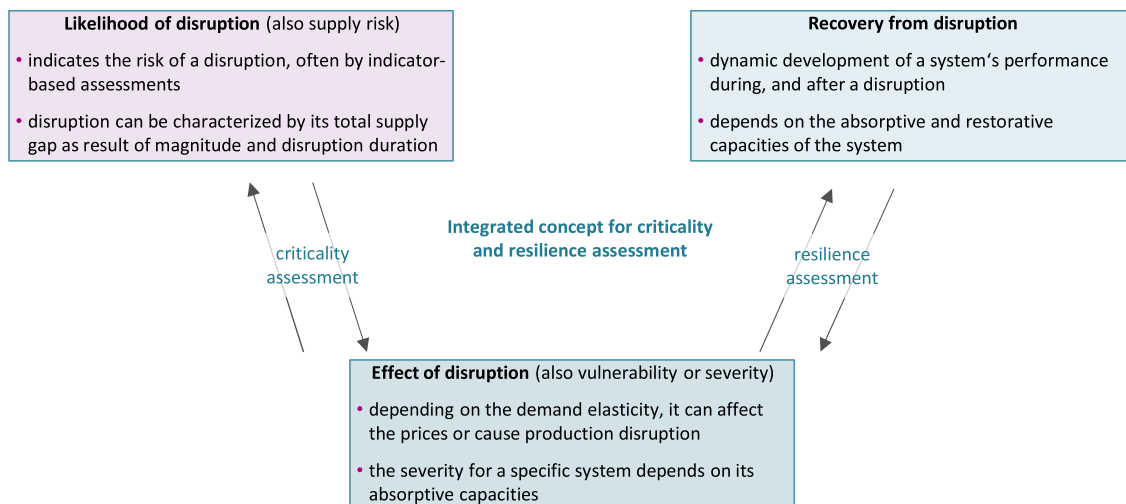 Likelihood of disruption (also supply risk)
• indicates the risk of a disruption, often by indicator-
based assessments
• disruption can be characterized by its total supply
gap as result of magnitude and disruption duration
Recovery from disruption
• dynamic development of a system‘s performance
during, and after a disruption
• depends on the absorptive and restorative
capacities of the system
Integrated concept for criticality
and resilience assessment
criticality
assessment
resilience
assessment
Effect of disruption (also vulnerability or severity)
• depending on the demand elasticity, it can affect
the prices or cause production disruption
• the severity for a specific system depends on its
absorptive capacities